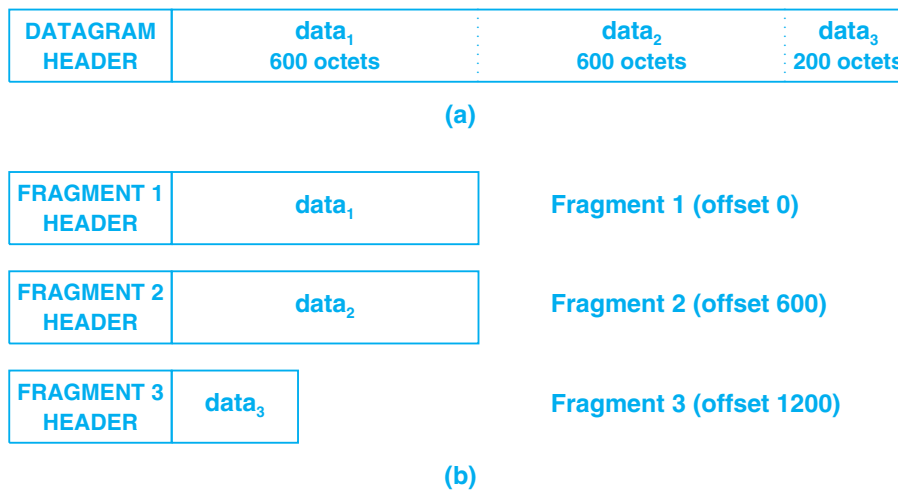 DATAGRAM HEADER
data₁
600 octets
data₂
600 octets
data₃
200 octets
(a)
FRAGMENT 1
HEADER
data₁
Fragment 1 (offset 0)
FRAGMENT 2
HEADER
data₂
Fragment 2 (offset 600)
FRAGMENT 3
HEADER
data₃
Fragment 3 (offset 1200)
(b)